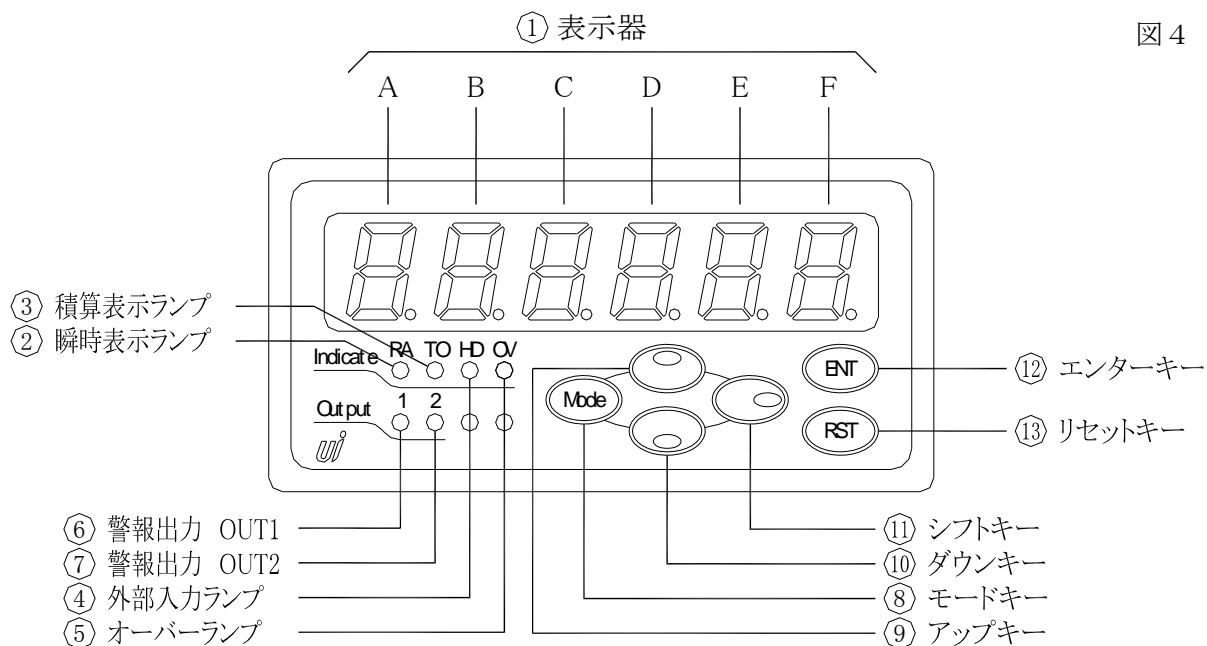 ① 表示器
図4
A B C D E F
③ 積算表示ランプ
② 瞬時表示ランプ
Indicate RA TO HD OV
Output 1 2
Mode
ENT
RST
⑫ エンターキー
⑬ リセットキー
⑥ 警報出力 OUT1
⑦ 警報出力 OUT2
④ 外部入力ランプ
⑤ オーバーランプ
⑪ シフトキー
⑩ ダウンキー
⑧ モードキー
⑨ アップキー